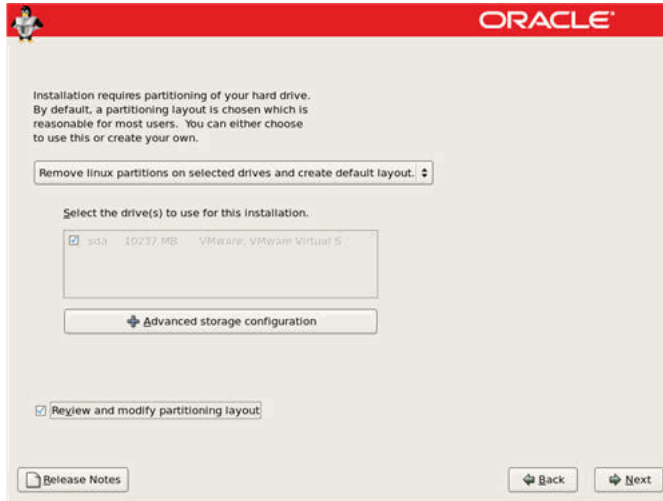 ORACLE
Installation requires partitioning of your hard drive.
By default, a partitioning layout is chosen which is
reasonable for most users. You can either choose
to use this or create your own.
Remove linux partitions on selected drives and create default layout.
Select the drive(s) to use for this installation.
sda 10237 MB VMware, VMware Virtual S
Advanced storage configuration
Review and modify partitioning layout
Release Notes
Back
Next